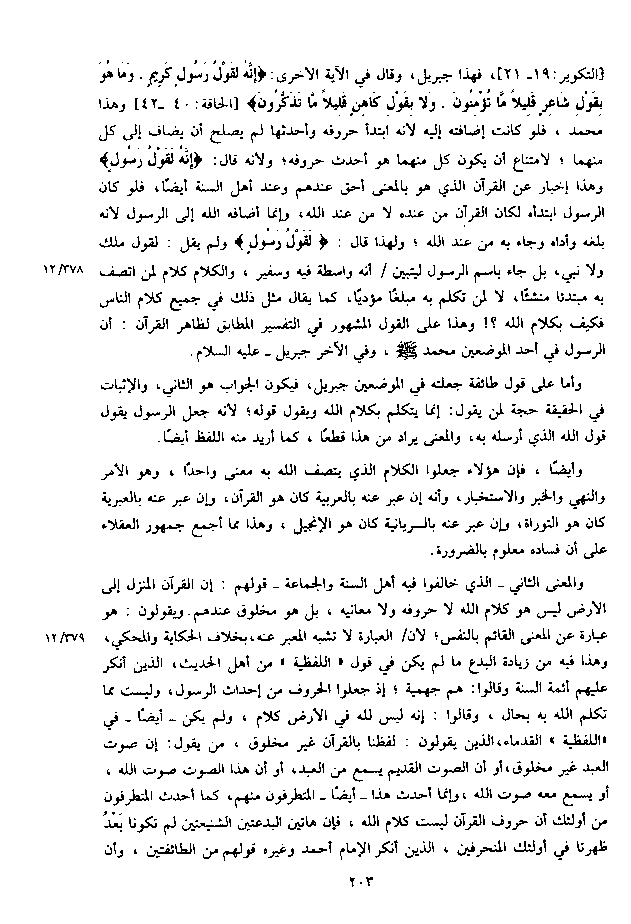 [التكوير: ١٩ـ ٢١]، فهذا جبريل، وقال في الآية الأخرى: ﴿إِنَّهُ لَقَوْلُ رَسُولٍ كَرِيمٍ . وَمَا هُوَ
بِقَوْلِ شَاعِرٍ قَلِيلاً مَّا تُؤْمِنُونَ . وَلا بِقَوْلِ كَاهِنٍ قَلِيلاً مَّا تَذَكَّرُونَ﴾ [الحاقة: ٤٠ ـ٤٢] وهذا
محمد ، فلو كانت إضافته إليه لأنه ابتدأ حروفه وأحدثها لم يصلح أن يضاف إلى كل
منهما ؛ لامتناع أن يكون كل منهما هو أحدث حروفه؛ ولأنه قال: ﴿إِنَّهُ لَقَوْلُ رَسُولٍ﴾
وهذا إخبار عن القرآن الذي هو بالمعنى أحق عندهم وعند أهل السنة أيضًا، فلو كان
الرسول ابتدأه لكان القرآن من عنده لا من عند الله، وإنما أضافه الله إلى الرسول لأنه
بلغه وأداه وجاء به من عند الله ؛ ولهذا قال : ﴿ لَقَوْلُ رَسُولٍ ﴾ ولم يقل : لقول ملك
ولا نبي، بل جاء باسم الرسول ليتبين / أنه واسطة فيه وسفير ، والكلام كلام لمن اتصف ١٢/٣٧٨
به مبتدئا منشئًا، لا لمن تكلم به مبلغًا مؤديًا، كما يقال مثل ذلك في جميع كلام الناس
فكيف بكلام الله ؟! وهذا على القول المشهور في التفسير المطابق لظاهر القرآن : أن
الرسول في أحد الموضعين محمد ﷺ ، وفي الآخر جبريل ـ عليه السلام.
وأما على قول طائفة جعلته في الموضعين جبريل، فيكون الجواب هو الثاني، والإثبات
في الحقيقة حجة لمن يقول: إنما يتكلم بكلام الله ويقول قوله؛ لأنه جعل الرسول يقول
قول الله الذي أرسله به، والمعنى يراد من هذا قطعًا ، كما أريد منه اللفظ أيضًا.
وأيضًا ، فإن هؤلاء جعلوا الكلام الذي يتصف الله به معنى واحدًا ، وهو الأمر
والنهي والخبر والاستخبار، وأنه إن عبر عنه بالعربية كان هو القرآن، وإن عبر عنه بالعبرية
كان هو التوراة، وإن عبر عنه بالسريانية كان هو الإنجيل ، وهذا مما أجمع جمهور العقلاء
على أن فساده معلوم بالضرورة.
والمعنى الثاني ـ الذي خالفوا فيه أهل السنة والجماعة ـ قولهم : إن القرآن المنزل إلى
الأرض ليس هو كلام الله لا حروفه ولا معانيه ، بل هو مخلوق عندهم.ويقولون : هو
عبارة عن المعنى القائم بالنفس؛ لأن/ العبارة لا تشبه المعبر عنه،بخلاف الحكاية والمحكي، ١٢/٣٧٩
وهذا فيه من زيادة البدع ما لم يكن في قول « اللفظية » من أهل الحديث، الذين أنكر
عليهم أئمة السنة وقالوا: هم جهمية ؛ إذ جعلوا الحروف من إحداث الرسول، وليست مما
تكلم الله به بحال ، وقالوا : إنه ليس لله في الأرض كلام ، ولم يكن ـ أيضًا ـ في
«اللفظية » القدماء،الذين يقولون : لفظنا بالقرآن غير مخلوق ، من يقول: إن صوت
العبد غير مخلوق،أو أن الصوت القديم يسمع من العبد، أو أن هذا الصوت صوت الله ،
أو يسمع معه صوت الله ،وإنما أحدث هذا ـ أيضًا ـ المتطرفون منهم، كما أحدث المتطرفون
من أولئك أن حروف القرآن ليست كلام الله ، فإن هاتين البدعتين الشنيعتين لم تكونا بَعْدُ
ظهرتا في أولئك المنحرفين ، الذين أنكر الإمام أحمد وغيره قولهم من الطائفتين ، وأن
٢٠٣